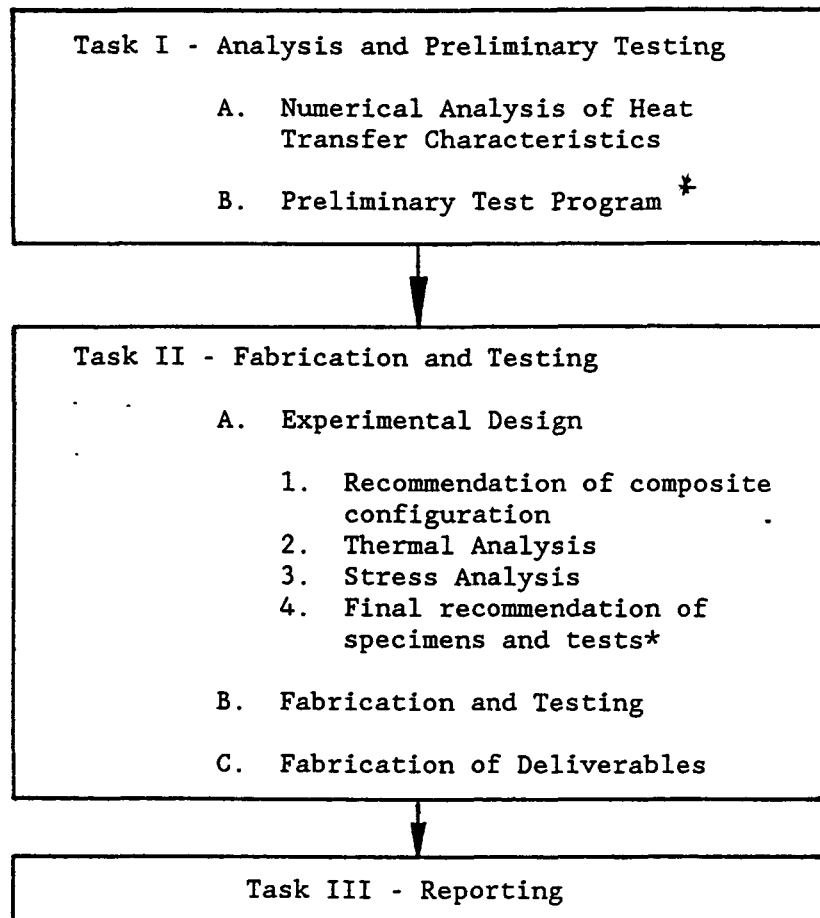 Task I - Analysis and Preliminary Testing
A. Numerical Analysis of Heat
Transfer Characteristics
B. Preliminary Test Program *
Task II - Fabrication and Testing
A. Experimental Design
1. Recommendation of composite
configuration
2. Thermal Analysis
3. Stress Analysis
4. Final recommendation of
specimens and tests*
B. Fabrication and Testing
C. Fabrication of Deliverables
Task III - Reporting